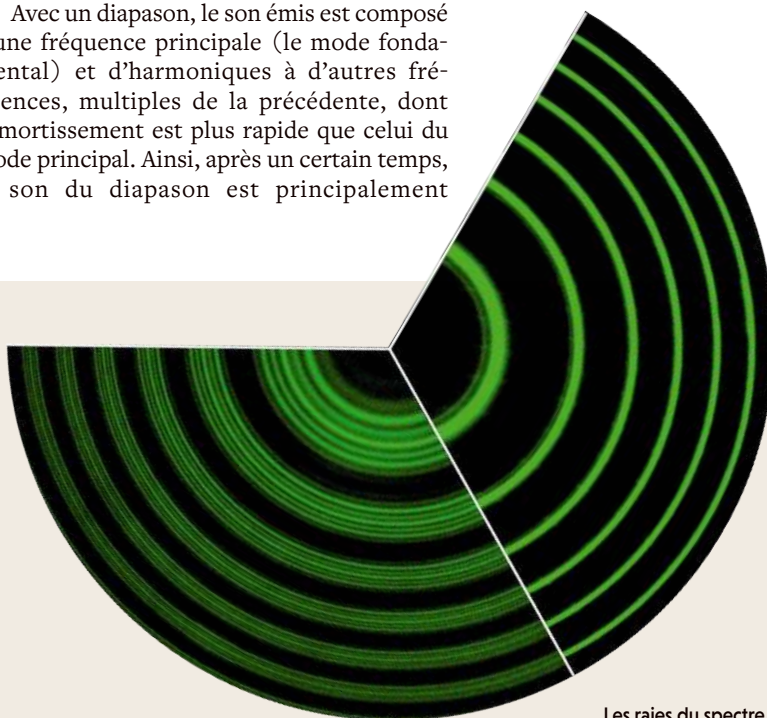 Avec un diapason, le son émis est composé
une fréquence principale (le mode fonda-
ental) et d'harmoniques à d'autres fré-
ences, multiples de la précédente, dont
mortissement est plus rapide que celui du
ode principal. Ainsi, après un certain temps,
son du diapason est principalement
Les raies du spectre